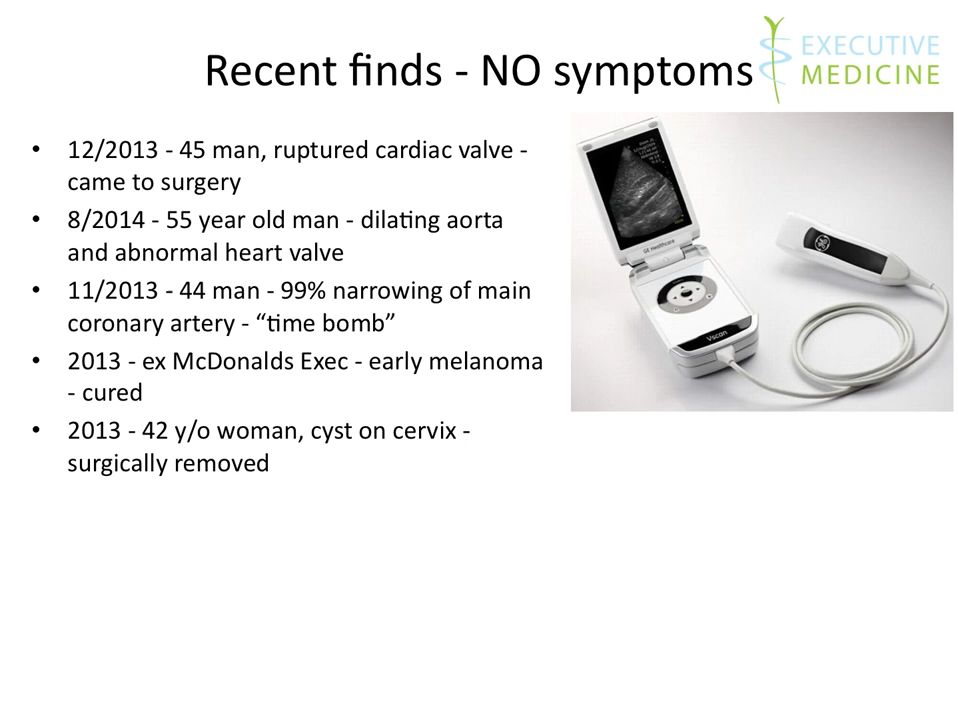 Recent finds - NO symptoms
EXECUTIVE
MEDICINE
• 12/2013 - 45 man, ruptured cardiac valve -
came to surgery
• 8/2014 - 55 year old man - dilating aorta
and abnormal heart valve
• 11/2013 - 44 man - 99% narrowing of main
coronary artery - “time bomb”
• 2013 - ex McDonalds Exec - early melanoma
- cured
• 2013 - 42 y/o woman, cyst on cervix -
surgically removed
GE Healthcare
Vscan
GE